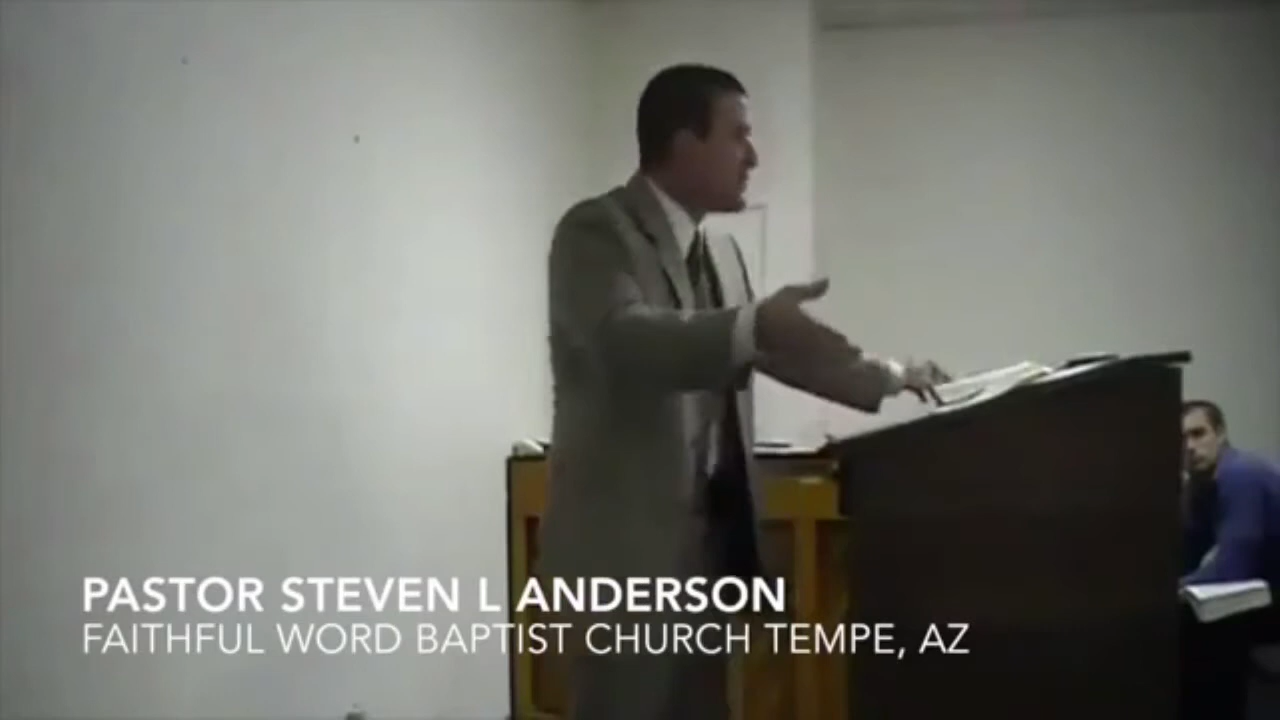 PASTOR STEVEN L ANDERSON
FAITHFUL WORD BAPTIST CHURCH TEMPE, AZ